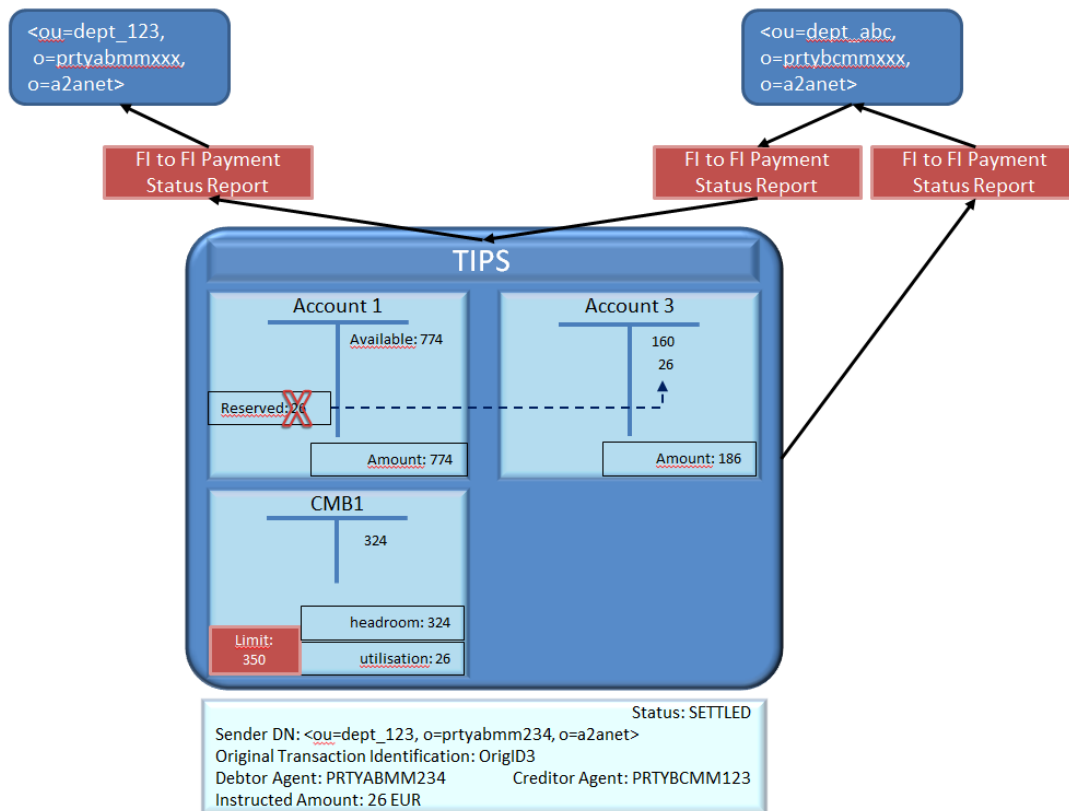 <ou=dept_123,
o=prtyabmmxxx,
o=a2anet>
<ou=dept_abc,
o=prtybcmmxxx,
o=a2anet>
FI to FI Payment
Status Report
FI to FI Payment
Status Report
FI to FI Payment
Status Report
TIPS
Account 1
Available: 774
Reserved: 26
X
Amount: 774
Account 3
160
26
Amount: 186
CMB1
324
headroom: 324
Limit:
350
utilisation: 26
Status: SETTLED
Sender DN: <ou=dept_123, o=prtyabmm234, o=a2anet>
Original Transaction Identification: OrigID3
Debtor Agent: PRTYABMM234 Creditor Agent: PRTYBCMM123
Instructed Amount: 26 EUR